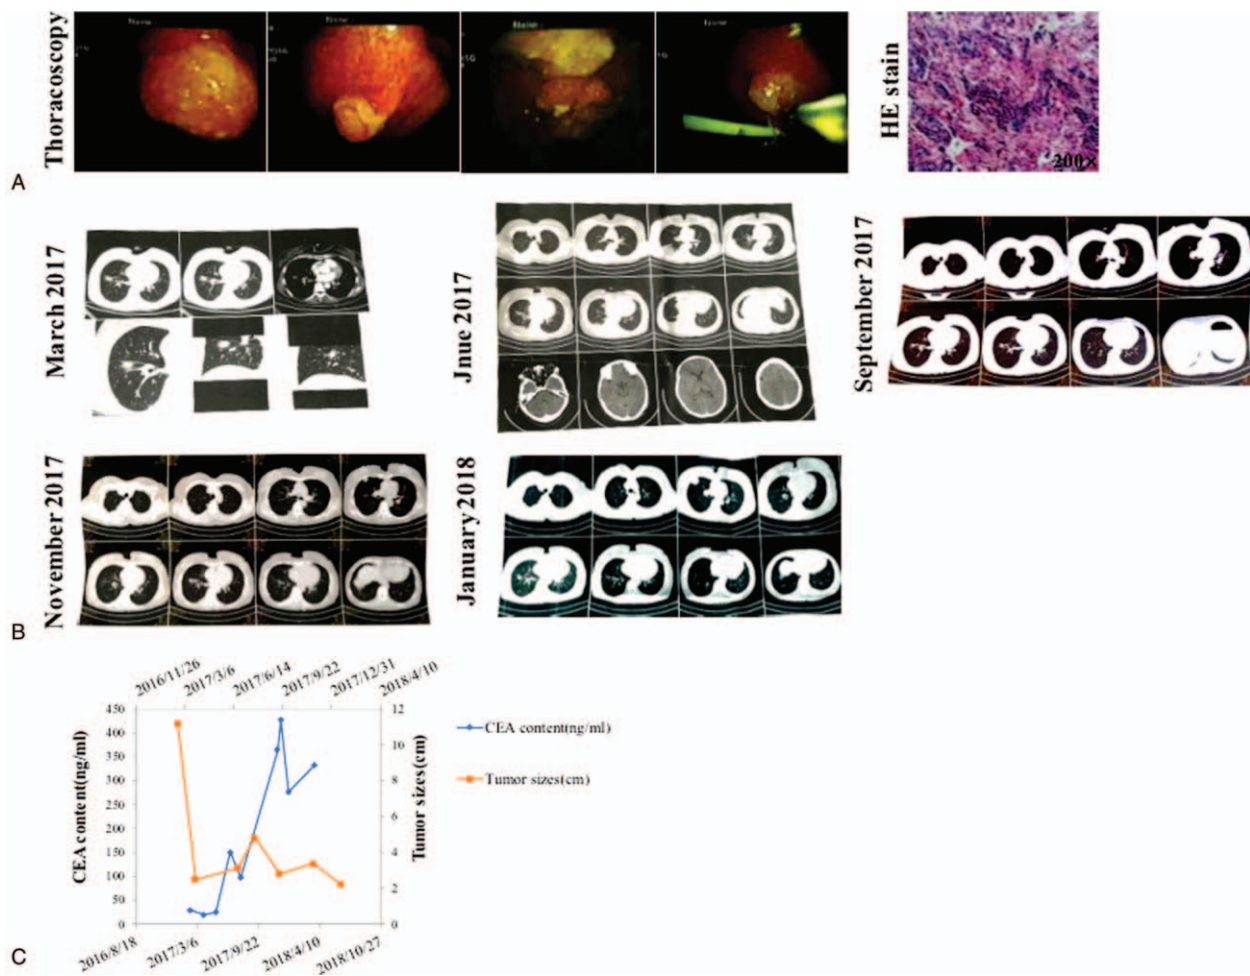 Thoracoscopy
HE stain
200×
A
March 2017
Jnue 2017
September 2017
November 2017
January2018
B
2016/11/26
2017/3/6
2017/6/14
2017/9/22
2017/12/31
2018/4/10
450
400
350
300
250
200
150
100
50
0
CEA content(ng/ml)
12
10
8
6
4
2
0
Tumor sizes(cm)
CEA content(ng/ml)
Tumor sizes(cm)
2016/8/18
2017/3/6
2017/9/22
2018/4/10
2018/10/27
C